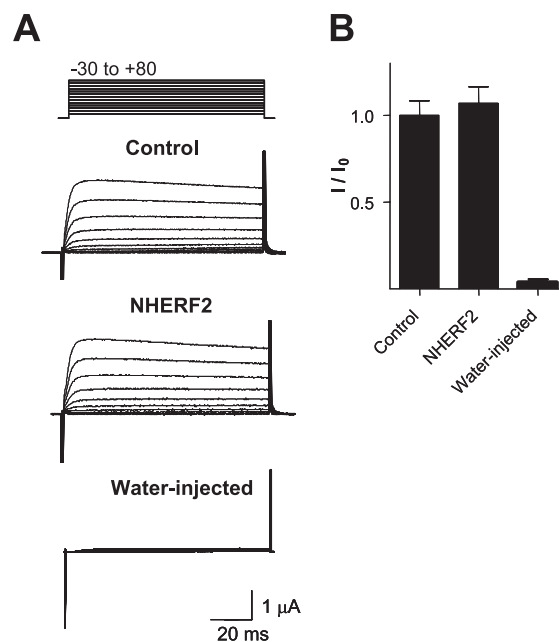 A
-30 to +80
Control
NHERF2
Water-injected
1 µA
20 ms
B
I / I0
1.0
0.5
Control
NHERF2
Water-injected